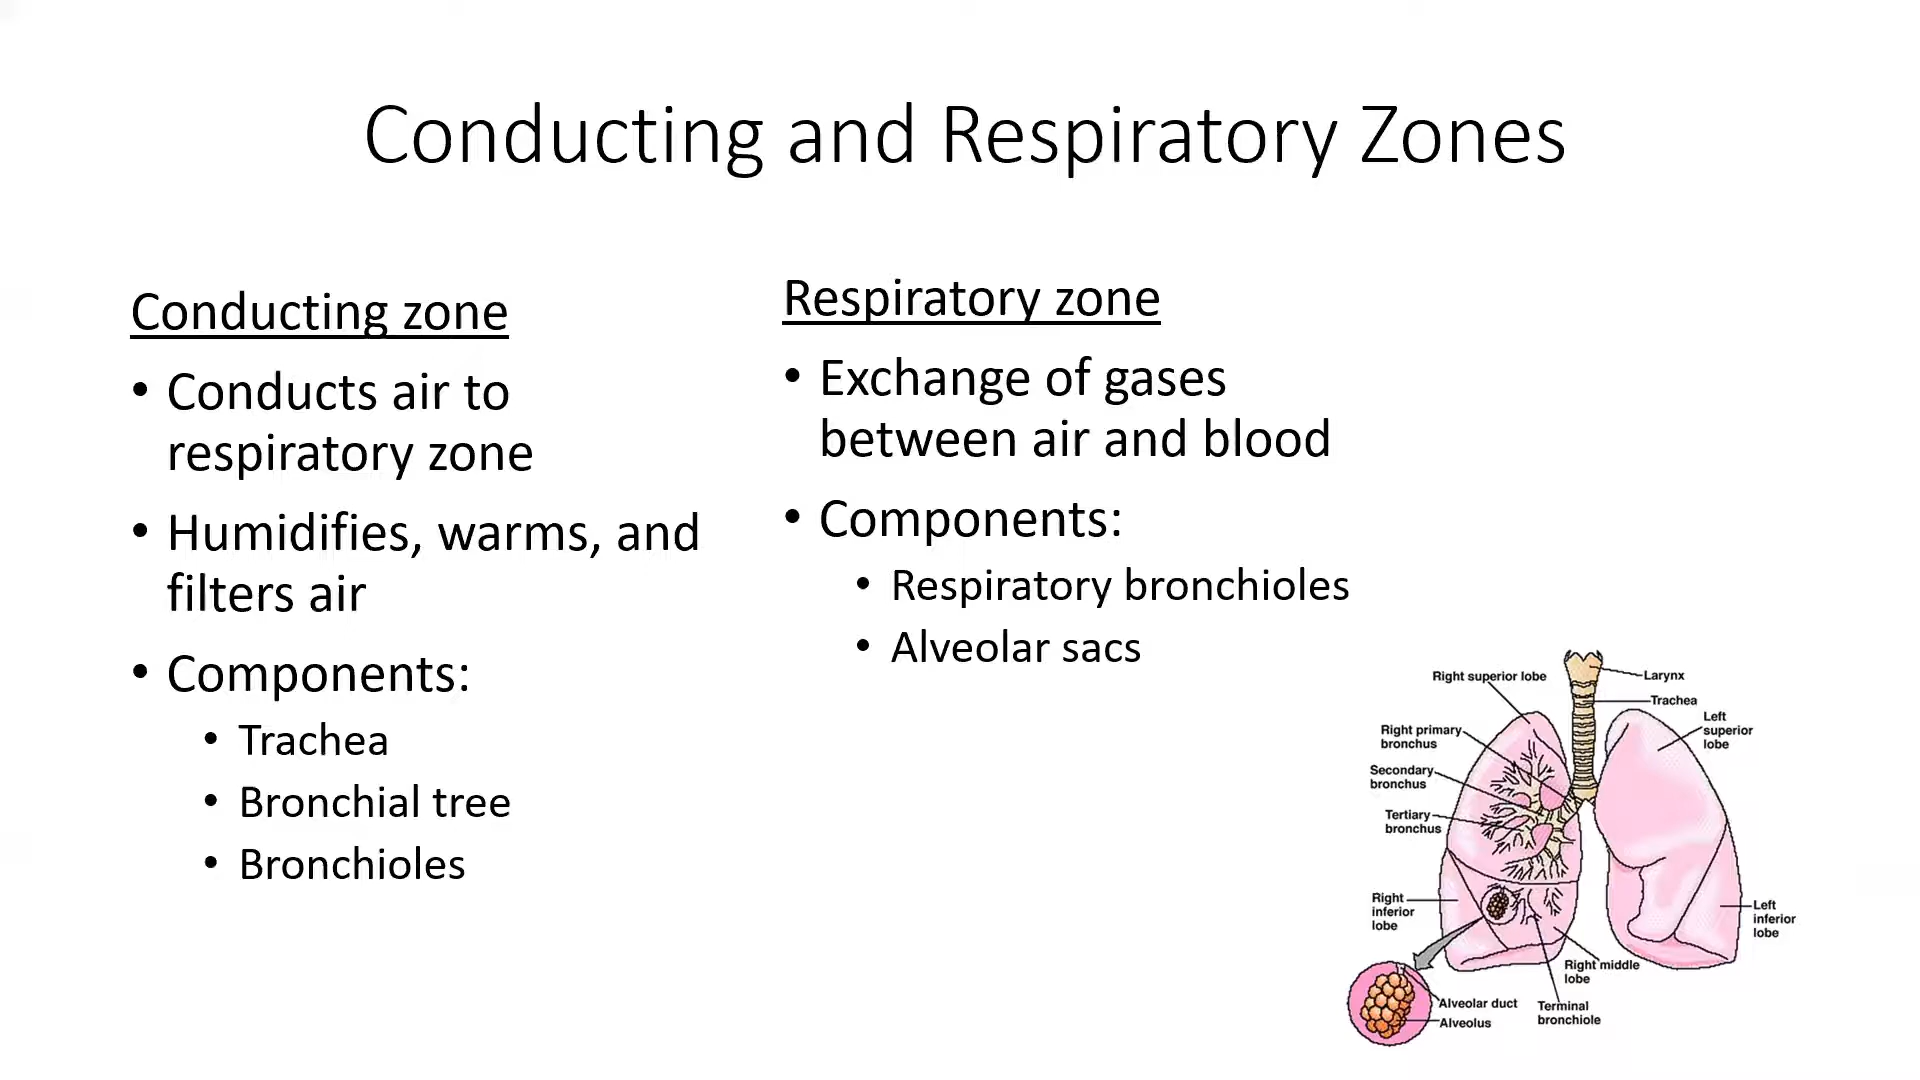 Conducting and Respiratory Zones
Conducting zone
• Conducts air to
respiratory zone
• Humidifies, warms, and
filters air
• Components:
• Trachea
• Bronchial tree
• Bronchioles
Respiratory zone
• Exchange of gases
between air and blood
• Components:
• Respiratory bronchioles
• Alveolar sacs
Right superior lobe
Larynx
Trachea
Left
superior
lobe
Right primary
bronchus
Secondary
bronchus
Tertiary
bronchus
Right
inferior
lobe
Left
inferior
lobe
Right middle
lobe
Alveolar duct
Alveolus
Terminal
bronchiole